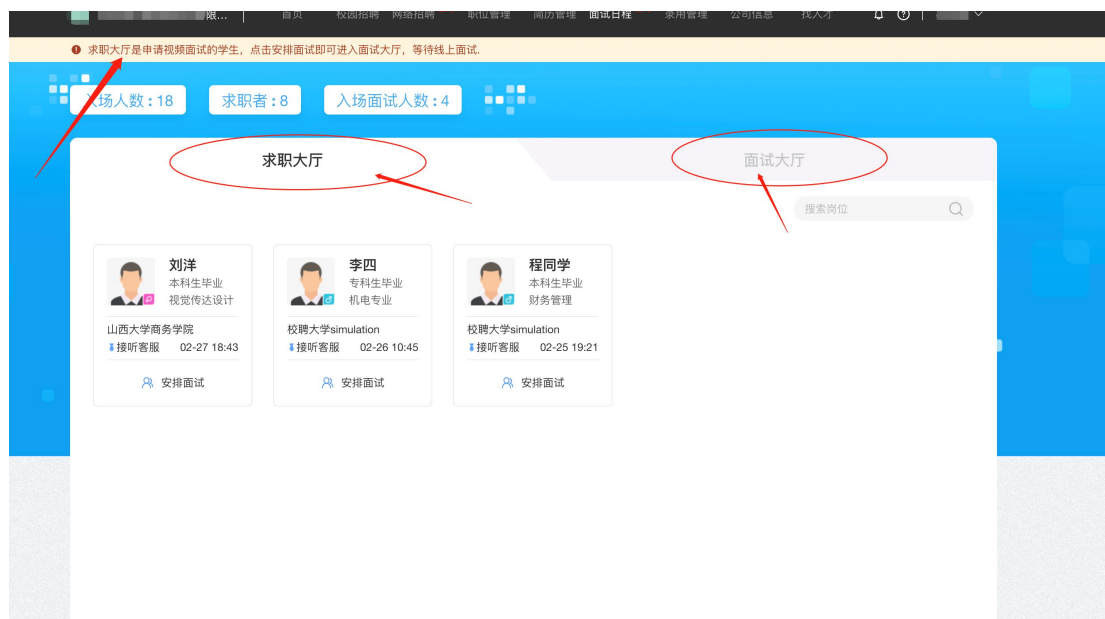 限... 首页 校园招聘 网络招聘 职位管理 简历管理 面试日程 录用管理 公司信息 找人才
求职大厅是申请视频面试的学生，点击安排面试即可进入面试大厅，等待线上面试.
入场人数：18 求职者：8 入场面试人数：4
求职大厅 面试大厅
搜索岗位
刘洋
本科生毕业
视觉传达设计
山西大学商务学院
接听客服 02-27 18:43
安排面试
李四
专科生毕业
机电专业
校聘大学simulation
接听客服 02-26 10:45
安排面试
程同学
本科生毕业
财务管理
校聘大学simulation
接听客服 02-25 19:21
安排面试